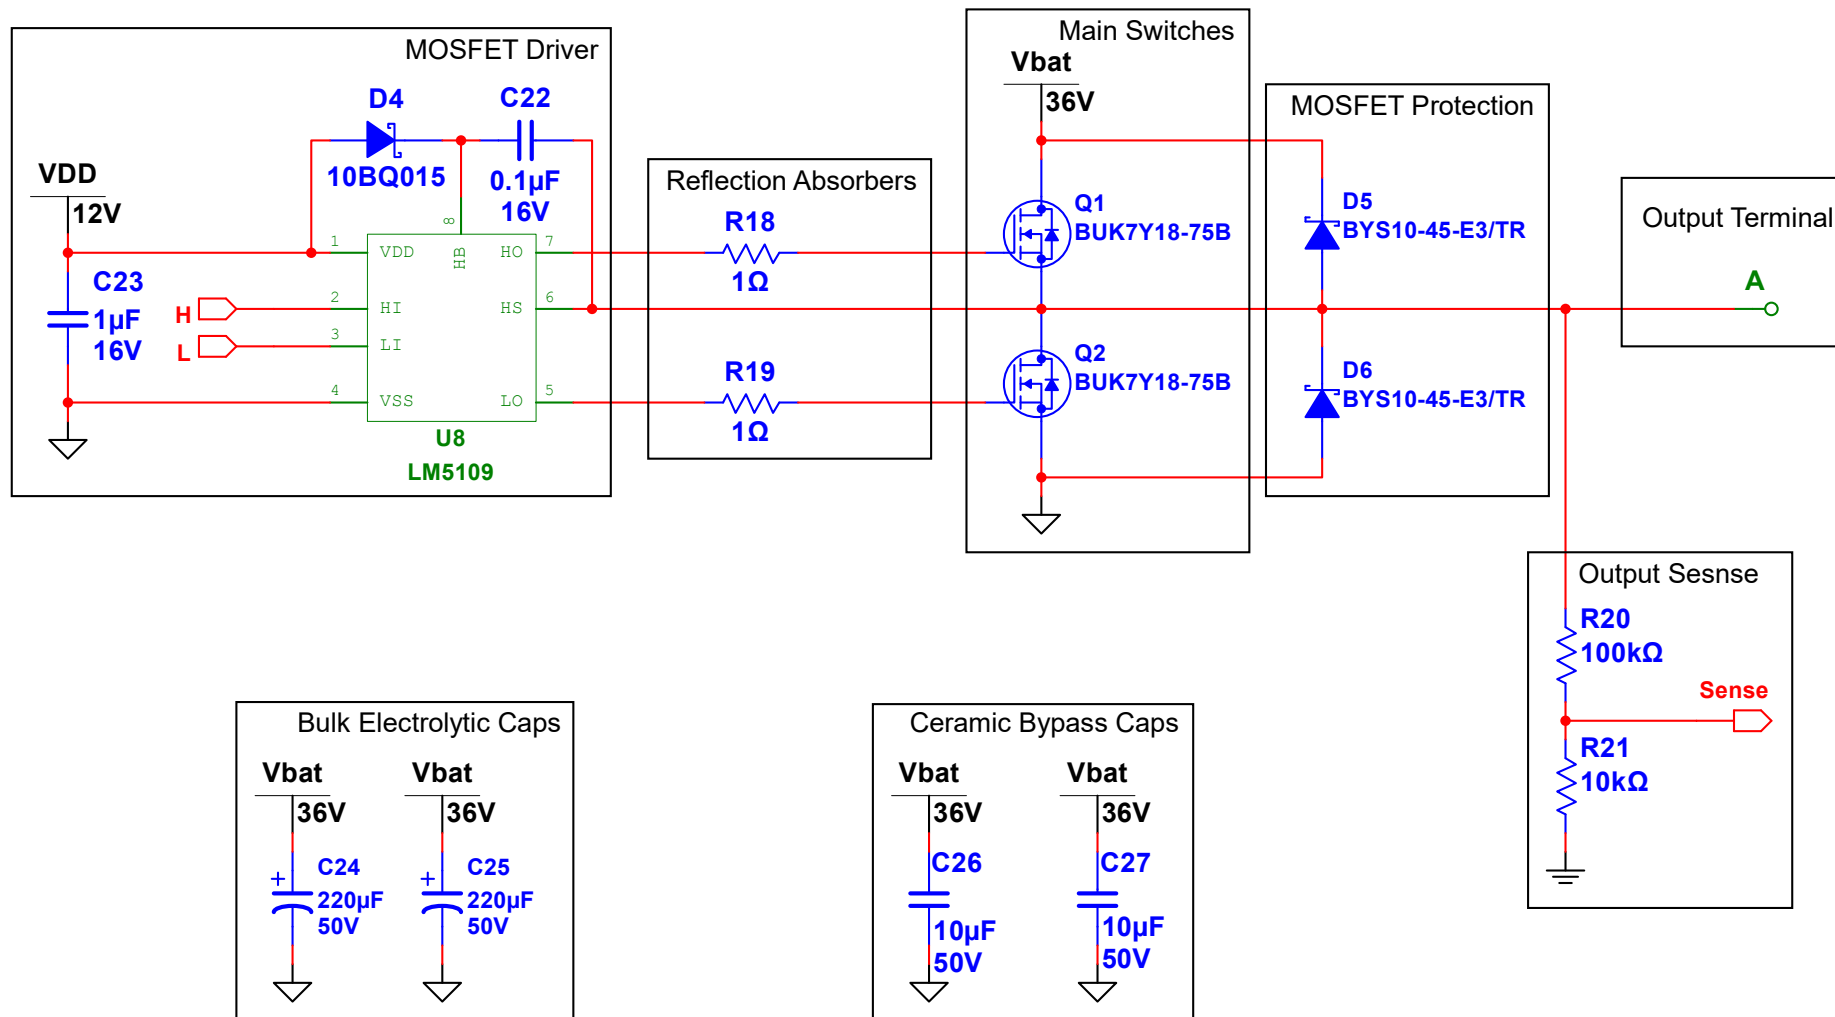 MOSFET Driver
D4
10BQ015
C22
0.1µF
16V
VDD
12V
C23
1µF
16V
H
L
1
VDD
2
HI
3
LI
4
VSS
8
HB
7
HO
6
HS
5
LO
U8
LM5109
Reflection Absorbers
R18
1Ω
R19
1Ω
Main Switches
Vbat
36V
Q1
BUK7Y18-75B
Q2
BUK7Y18-75B
MOSFET Protection
D5
BYS10-45-E3/TR
D6
BYS10-45-E3/TR
Output Terminal
A
Output Sesnse
R20
100kΩ
Sense
R21
10kΩ
Bulk Electrolytic Caps
Vbat
36V
+
C24
220µF
50V
Vbat
36V
+
C25
220µF
50V
Ceramic Bypass Caps
Vbat
36V
C26
10µF
50V
Vbat
36V
C27
10µF
50V